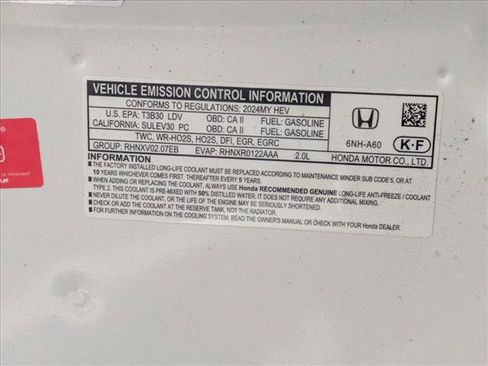 VEHICLE EMISSION CONTROL INFORMATION
CONFORMS TO REGULATIONS: 2024MY HEV
U.S. EPA: T3B30 LDV OBD: CA II FUEL: GASOLINE
CALIFORNIA: SULEV30 PC OBD: CA II FUEL: GASOLINE
TWC, WR-HO2S, HO2S, DFI, EGR, EGRC
GROUP: RHNXV02.07EB EVAP: RHNXR0122AAA 2.0L
6NH-A60 K-F
HONDA MOTOR CO., LTD.
INFORMATION
■ THE FACTORY INSTALLED LONG-LIFE COOLANT MUST BE REPLACED ACCORDING TO MAINTENANCE MINDER SUB CODE 5, OR AT
10 YEARS WHICHEVER COMES FIRST. THEREAFTER EVERY 5 YEARS.
■ WHEN ADDING OR REPLACING THE COOLANT, ALWAYS USE Honda RECOMMENDED GENUINE LONG-LIFE ANTI-FREEZE / COOLANT
TYPE 2. THIS COOLANT IS PRE-MIXED WITH 50% DISTILLED WATER. IT DOES NOT REQUIRE ANY ADDITIONAL MIXING.
■ NEVER DILUTE THE COOLANT, OR THE LIFE OF THE ENGINE MAY BE SERIOUSLY SHORTENED.
■ CHECK OR ADD THE COOLANT AT THE RESERVE TANK, NOT THE RADIATOR.
■ FOR FURTHER INFORMATION ON THE COOLING SYSTEM, READ THE OWNER'S MANUAL OR CHECK WITH YOUR Honda DEALER.
is removed!